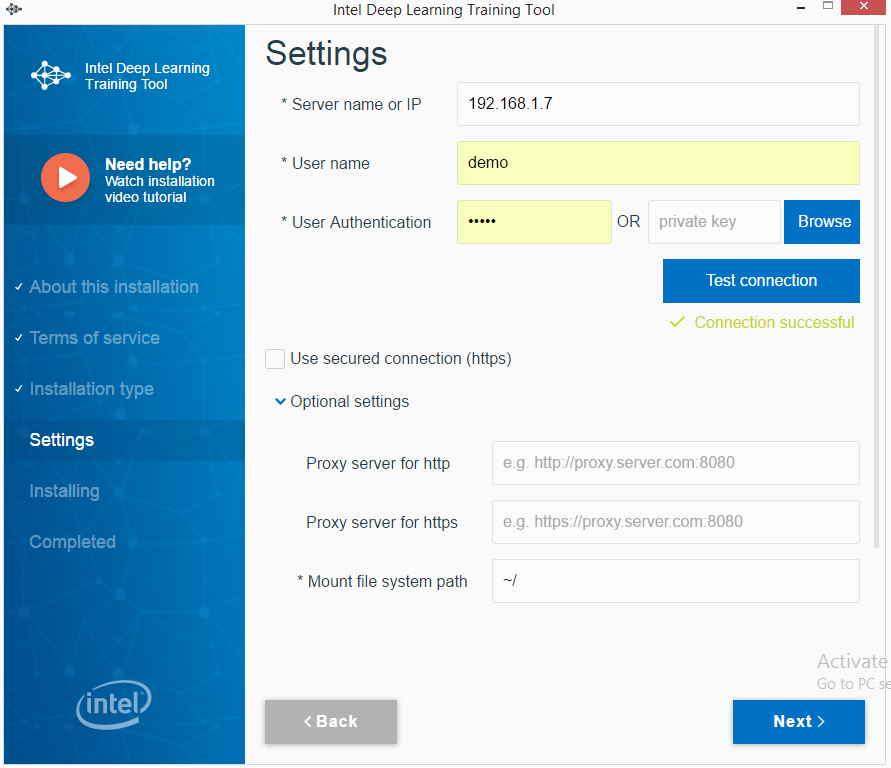 Intel Deep Learning Training Tool
Intel Deep Learning
Training Tool
Need help?
Watch installation
video tutorial
✓ About this installation
✓ Terms of service
✓ Installation type
Settings
Installing
Completed
intel
Settings
* Server name or IP 192.168.1.7
* User name demo
* User Authentication ••••• OR private key Browse
Test connection
✓ Connection successful
Use secured connection (https)
Optional settings
Proxy server for http e.g. http://proxy.server.com:8080
Proxy server for https e.g. https://proxy.server.com:8080
* Mount file system path ~/
Activate
Go to PC se
< Back Next >